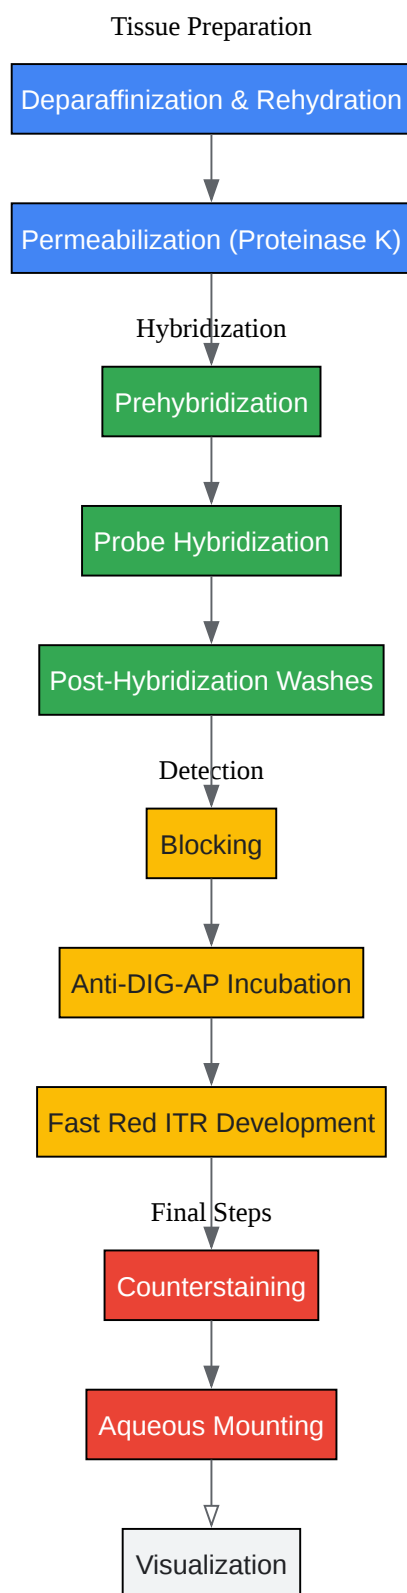 Tissue Preparation
Deparaffinization & Rehydration
Permeabilization (Proteinase K)
Hybridization
Prehybridization
Probe Hybridization
Post-Hybridization Washes
Detection
Blocking
Anti-DIG-AP Incubation
Fast Red ITR Development
Final Steps
Counterstaining
Aqueous Mounting
Visualization